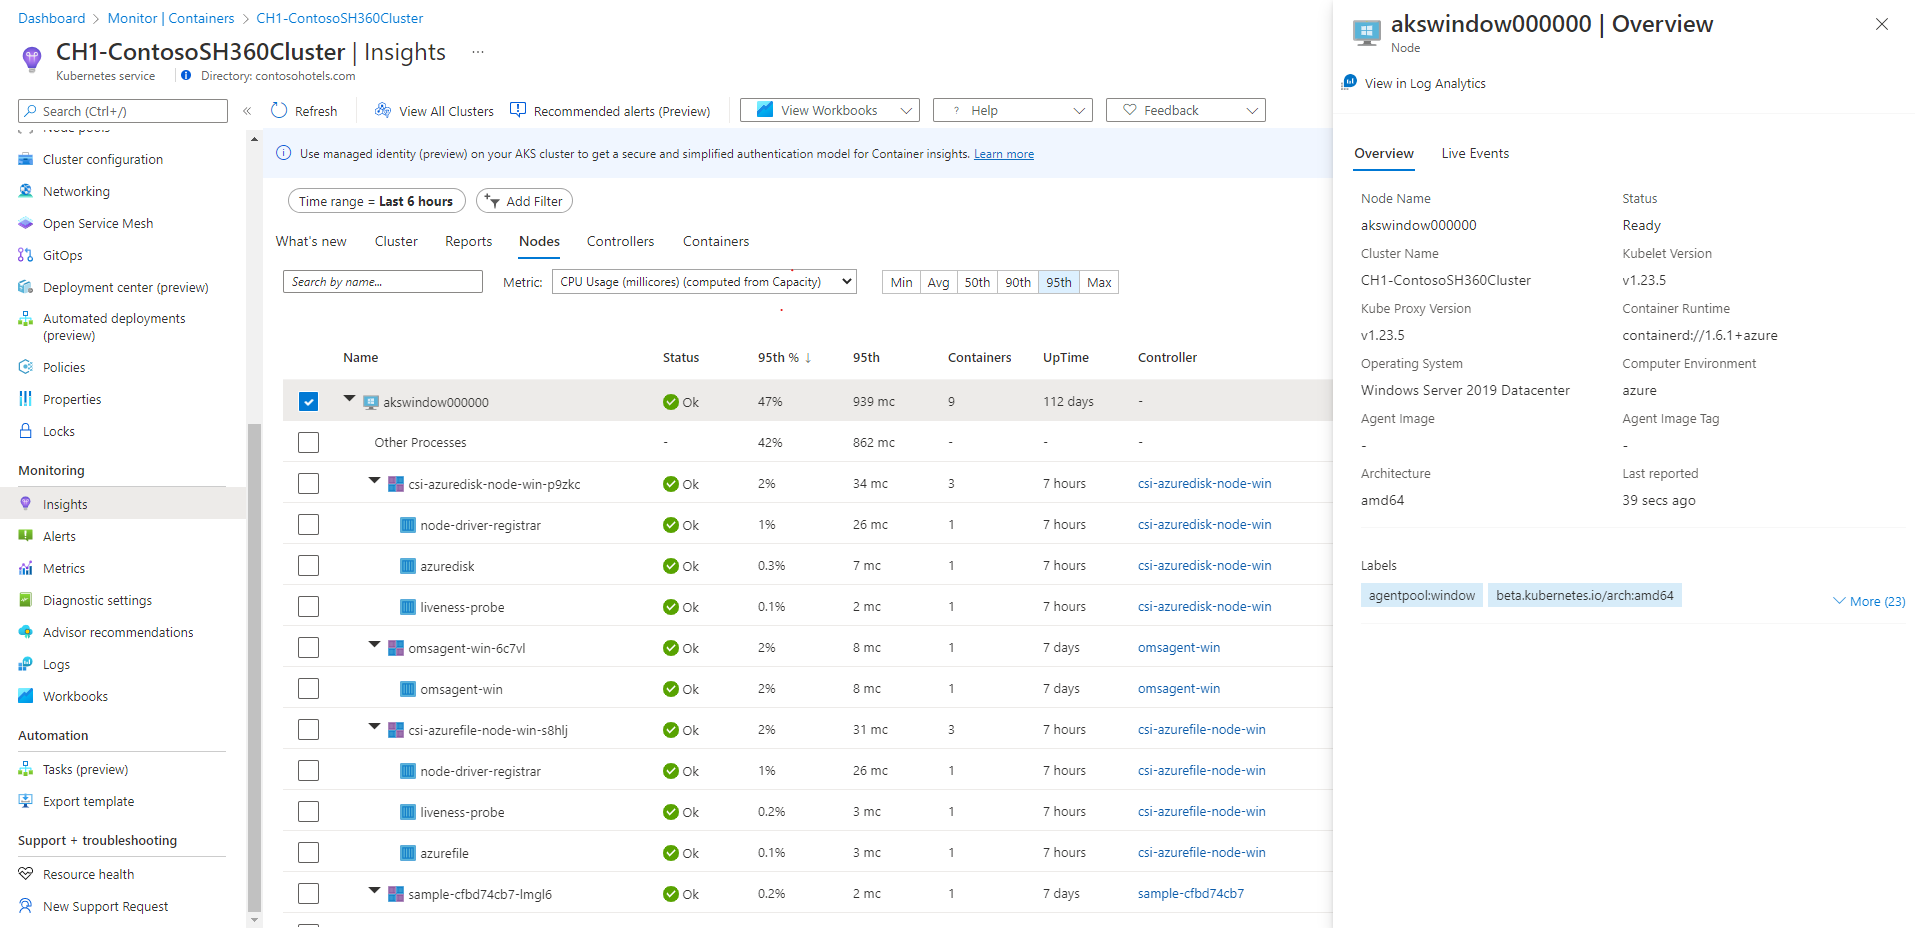 Dashboard > Monitor | Containers > CH1-ContosoSH360Cluster
CH1-ContosoSH360Cluster | Insights ...
Kubernetes service
Directory: contosohotels.com
Search (Ctrl+/)
«
Node pools
Cluster configuration
Networking
Open Service Mesh
GitOps
Deployment center (preview)
Automated deployments
(preview)
Policies
Properties
Locks
Monitoring
Insights
Alerts
Metrics
Diagnostic settings
Advisor recommendations
Logs
Workbooks
Automation
Tasks (preview)
Export template
Support + troubleshooting
Resource health
New Support Request
Refresh
View All Clusters
Recommended alerts (Preview)
View Workbooks
? Help
Feedback
Use managed identity (preview) on your AKS cluster to get a secure and simplified authentication model for Container insights. Learn more
Time range = Last 6 hours
Add Filter
What's new Cluster Reports Nodes Controllers Containers
Search by name...
Metric: CPU Usage (millicores) (computed from Capacity)
Min Avg 50th 90th 95th Max
Name Status 95th % ↓ 95th Containers UpTime Controller
akswindow000000 Ok 47% 939 mc 9 112 days -
Other Processes - 42% 862 mc - - -
csi-azuredisk-node-win-p9zkc Ok 2% 34 mc 3 7 hours csi-azuredisk-node-win
node-driver-registrar Ok 1% 26 mc 1 7 hours csi-azuredisk-node-win
azuredisk Ok 0.3% 7 mc 1 7 hours csi-azuredisk-node-win
liveness-probe Ok 0.1% 2 mc 1 7 hours csi-azuredisk-node-win
omsagent-win-6c7vl Ok 2% 8 mc 1 7 days omsagent-win
omsagent-win Ok 2% 8 mc 1 7 days omsagent-win
csi-azurefile-node-win-s8hlj Ok 2% 31 mc 3 7 hours csi-azurefile-node-win
node-driver-registrar Ok 1% 26 mc 1 7 hours csi-azurefile-node-win
liveness-probe Ok 0.2% 3 mc 1 7 hours csi-azurefile-node-win
azurefile Ok 0.1% 3 mc 1 7 hours csi-azurefile-node-win
sample-cfbd74cb7-lmgl6 Ok 0.2% 2 mc 1 7 days sample-cfbd74cb7
akswindow000000 | Overview
Node
View in Log Analytics
Overview Live Events
Node Name Status
akswindow000000 Ready
Cluster Name Kubelet Version
CH1-ContosoSH360Cluster v1.23.5
Kube Proxy Version Container Runtime
v1.23.5 containerd://1.6.1+azure
Operating System Computer Environment
Windows Server 2019 Datacenter azure
Agent Image Agent Image Tag
- -
Architecture Last reported
amd64 39 secs ago
Labels
agentpool:window beta.kubernetes.io/arch:amd64
More (23)